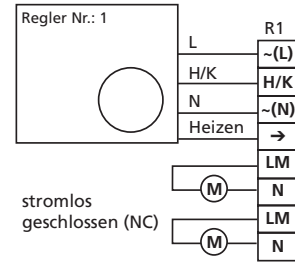 Regler Nr.: 1
R1
L
~(L)
H/K
H/K
N
~(N)
Heizen
➔
LM
M
N
stromlos
geschlossen (NC)
LM
M
N